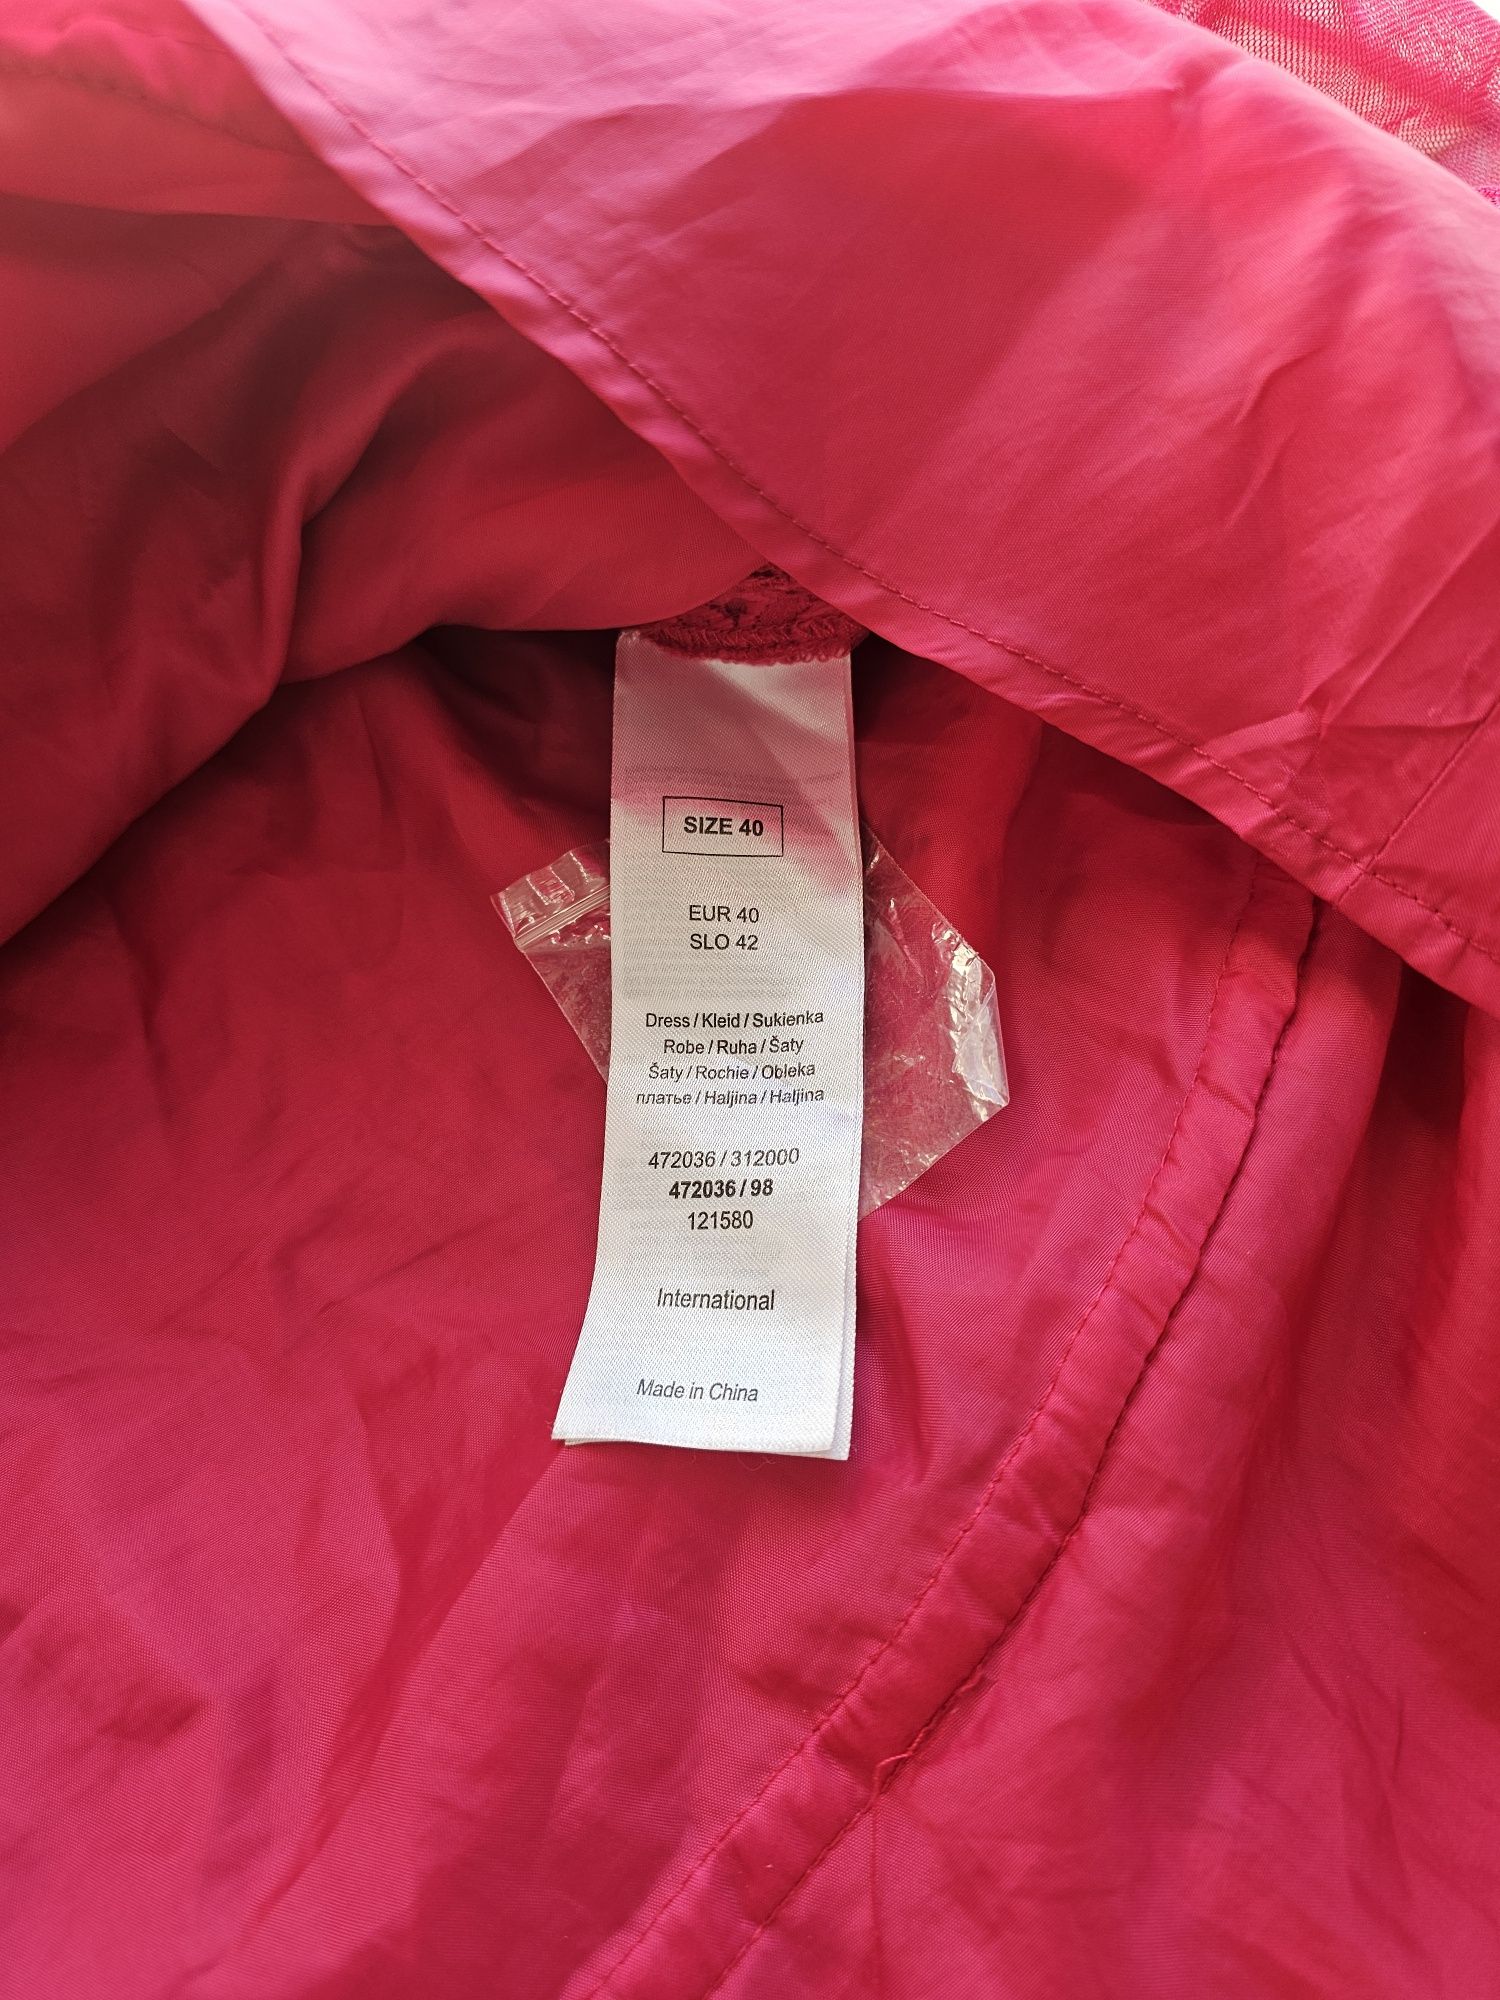 SIZE 40
EUR 40
SLO 42
Dress / Kleid / Sukienka
Robe / Ruha / Šaty
Šaty / Rochie / Obleka
платье / Haljina / Haljina
472036 / 312000
472036 / 98
121580
International
Made in China